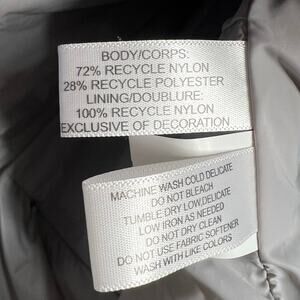 BODY/CORPS:
72% RECYCLE NYLON
28% RECYCLE POLYESTER
LINING/DOUBLURE:
100% RECYCLE NYLON
EXCLUSIVE OF DECORATION
MACHINE WASH COLD DELICATE
DO NOT BLEACH
TUMBLE DRY LOW,DELICATE
LOW IRON AS NEEDED
DO NOT DRY CLEAN
DO NOT USE FABRIC SOFTENER
WASH WITH LIKE COLORS